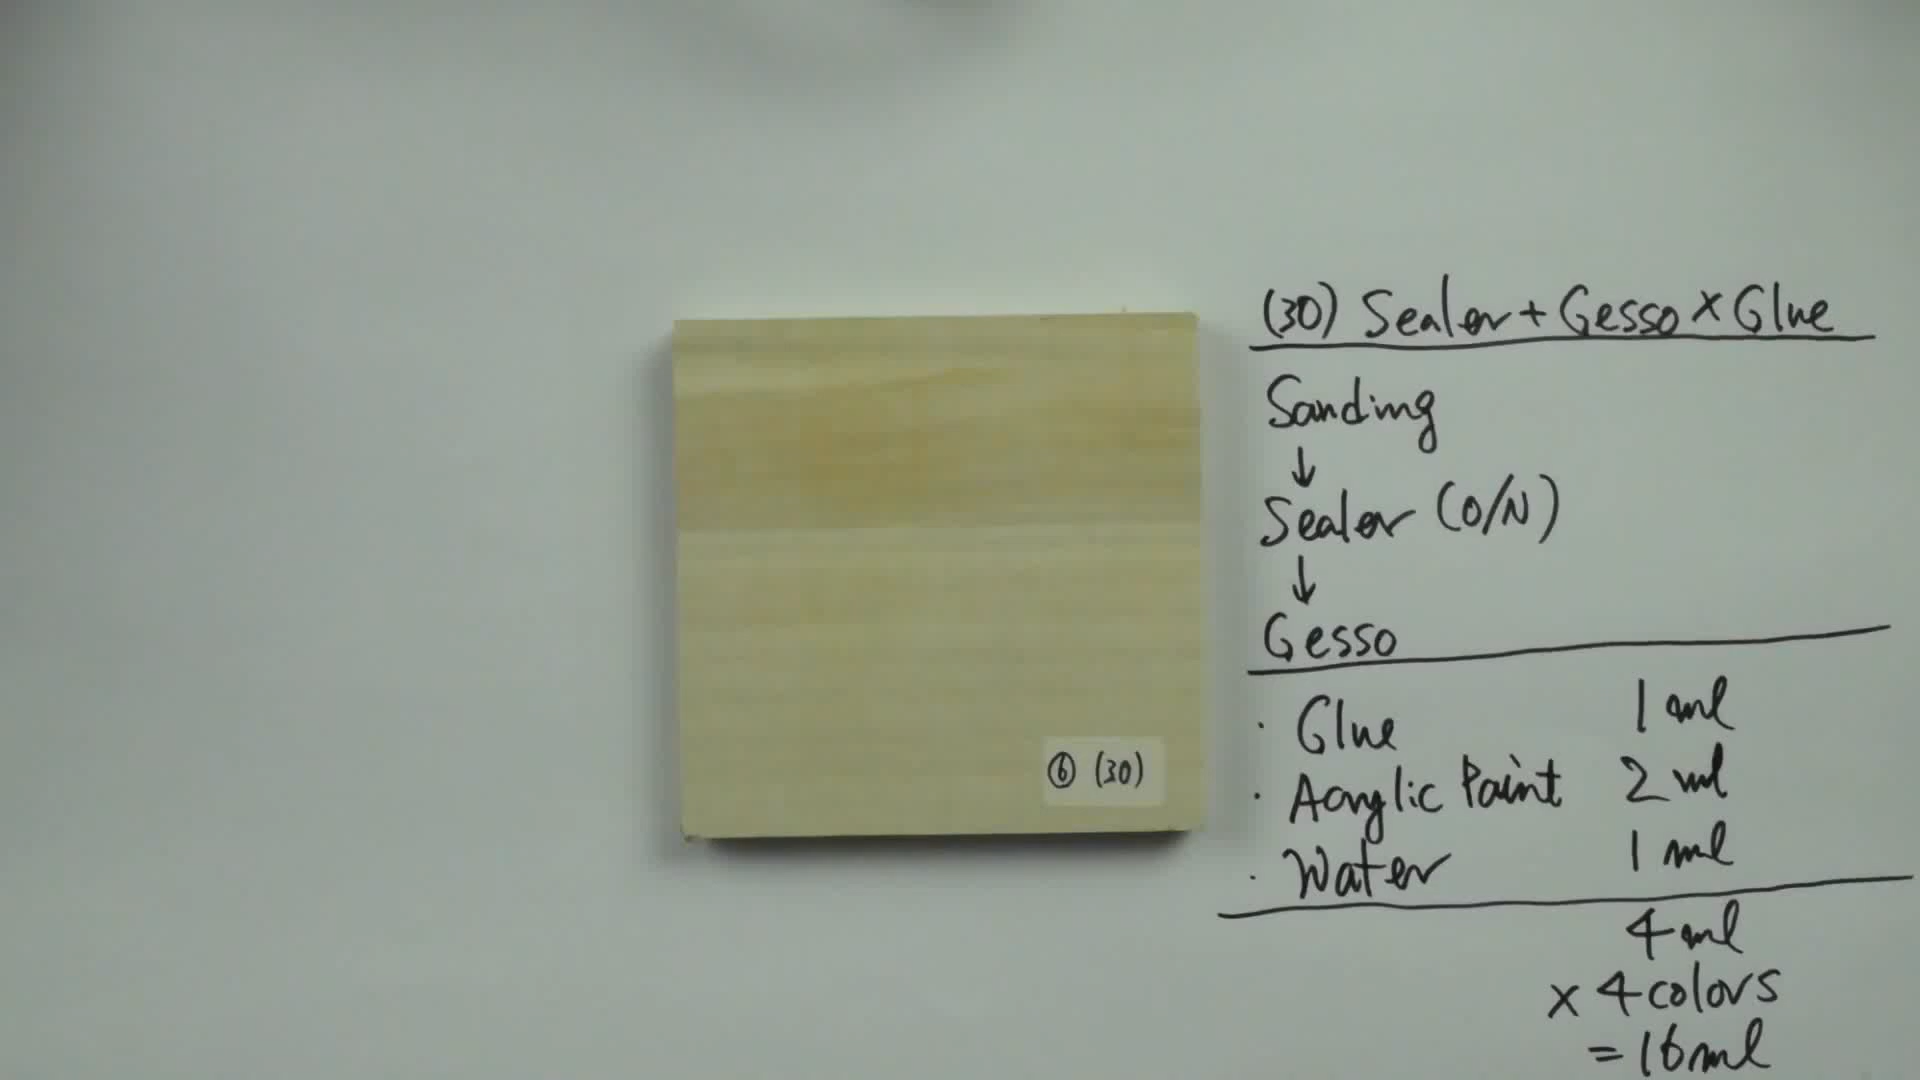 (30) Sealer + Gesso × Glue
Sanding
↓
Sealer (O/N)
↓
Gesso
· Glue 1 ml
· Acrylic Paint 2 ml
· Water 1 ml
4 ml
× 4 colors
= 16 ml
⑥ (30)